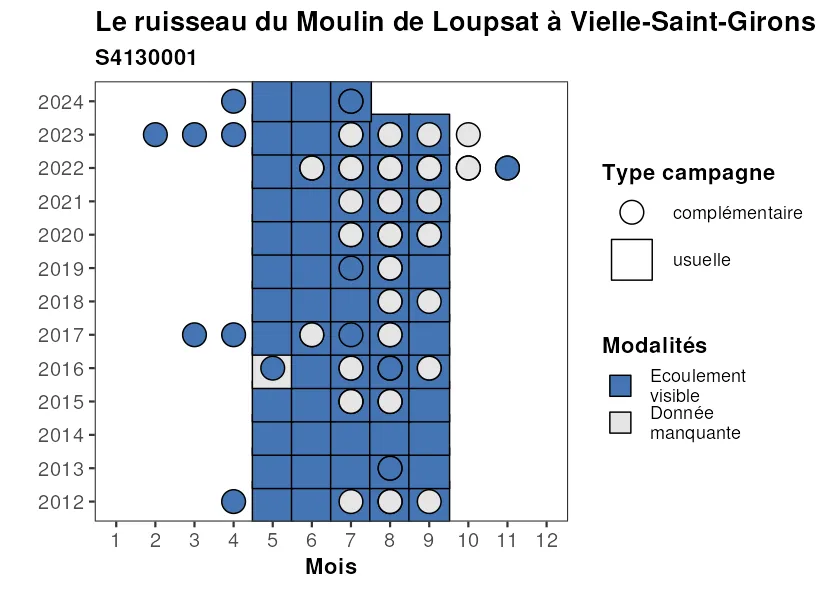 Le ruisseau du Moulin de Loupsat à Vielle-Saint-Girons
S4130001
2024
2023
2022
2021
2020
2019
2018
2017
2016
2015
2014
2013
2012
1 2 3 4 5 6 7 8 9 10 11 12
Mois
Type campagne
complémentaire
usuelle
Modalités
Ecoulement
visible
Donnée
manquante